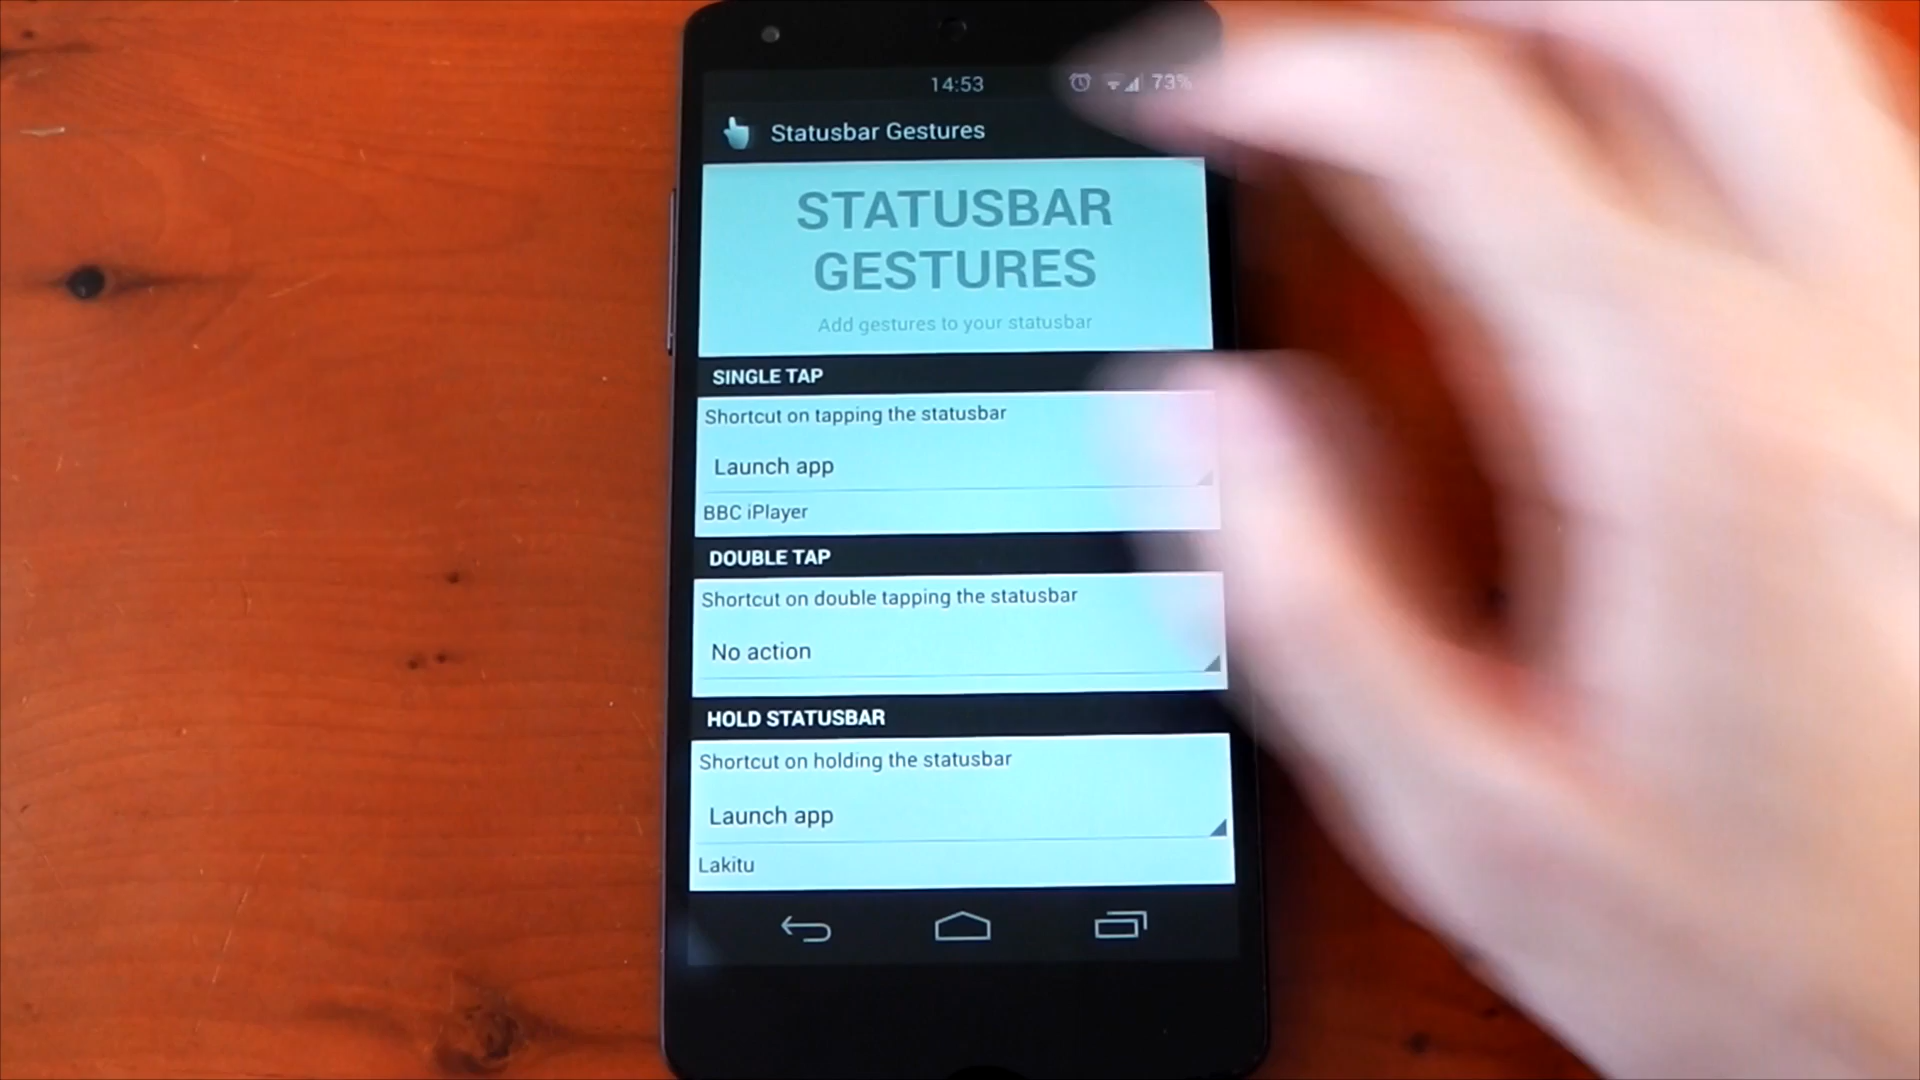 14:53 73%
Statusbar Gestures
STATUSBAR
GESTURES
Add gestures to your statusbar
SINGLE TAP
Shortcut on tapping the statusbar
Launch app
BBC iPlayer
DOUBLE TAP
Shortcut on double tapping the statusbar
No action
HOLD STATUSBAR
Shortcut on holding the statusbar
Launch app
Lakitu